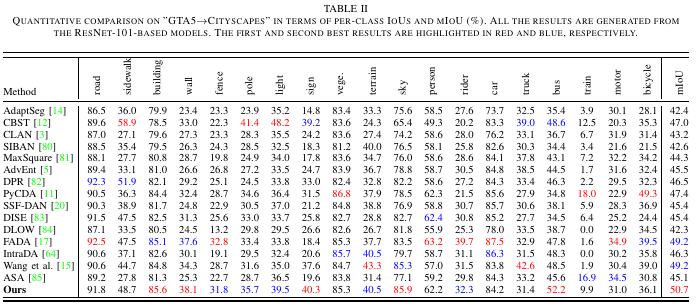 TABLE II
QUANTITATIVE COMPARISON ON "GTA5→CITYSCAPES" IN TERMS OF PER-CLASS IOUS AND MIOU (%). ALL THE RESULTS ARE GENERATED FROM
THE RESNET-101-BASED MODELS. THE FIRST AND SECOND BEST RESULTS ARE HIGHLIGHTED IN RED AND BLUE, RESPECTIVELY.
Method road sidewalk building wall fence pole light sign vege. terrain sky person rider car truck bus train motor bicycle mIoU
AdaptSeg [14] 86.5 36.0 79.9 23.4 23.3 23.9 35.2 14.8 83.4 33.3 75.6 58.5 27.6 73.7 32.5 35.4 3.9 30.1 28.1 42.4
CBST [12] 89.6 58.9 78.5 33.0 22.3 41.4 48.2 39.2 83.6 24.3 65.4 49.3 20.2 83.3 39.0 48.6 12.5 20.3 35.3 47.0
CLAN [3] 87.0 27.1 79.6 27.3 23.3 28.3 35.5 24.2 83.6 27.4 74.2 58.6 28.0 76.2 33.1 36.7 6.7 31.9 31.4 43.2
SIBAN [80] 88.5 35.4 79.5 26.3 24.3 28.5 32.5 18.3 81.2 40.0 76.5 58.1 25.8 82.6 30.3 34.4 3.4 21.6 21.5 42.6
MaxSquare [81] 88.1 27.7 80.8 28.7 19.8 24.9 34.0 17.8 83.6 34.7 76.0 58.6 28.6 84.1 37.8 43.1 7.2 32.2 34.2 44.3
AdvEnt [5] 89.4 33.1 81.0 26.6 26.8 27.2 33.5 24.7 83.9 36.7 78.8 58.7 30.5 84.8 38.5 44.5 1.7 31.6 32.4 45.5
DPR [82] 92.3 51.9 82.1 29.2 25.1 24.5 33.8 33.0 82.4 32.8 82.2 58.6 27.2 84.3 33.4 46.3 2.2 29.5 32.3 46.5
PyCDA [11] 90.5 36.3 84.4 32.4 28.7 34.6 36.4 31.5 86.8 37.9 78.5 62.3 21.5 85.6 27.9 34.8 18.0 22.9 49.3 47.4
SSF-DAN [20] 90.3 38.9 81.7 24.8 22.9 30.5 37.0 21.2 84.8 38.8 76.9 58.8 30.7 85.7 30.6 38.1 5.9 28.3 36.9 45.4
DISE [83] 91.5 47.5 82.5 31.3 25.6 33.0 33.7 25.8 82.7 28.8 82.7 62.4 30.8 85.2 27.7 34.5 6.4 25.2 24.4 45.4
DLOW [84] 87.1 33.5 80.5 24.5 13.2 29.8 29.5 26.6 82.6 26.7 81.8 55.9 25.3 78.0 33.5 38.7 0.0 22.9 34.5 42.3
FADA [17] 92.5 47.5 85.1 37.6 32.8 33.4 33.8 18.4 85.3 37.7 83.5 63.2 39.7 87.5 32.9 47.8 1.6 34.9 39.5 49.2
IntraDA [64] 90.6 37.1 82.6 30.1 19.1 29.5 32.4 20.6 85.7 40.5 79.7 58.7 31.1 86.3 31.5 48.3 0.0 30.2 35.8 46.3
Wang et al. [15] 90.6 44.7 84.8 34.3 28.7 31.6 35.0 37.6 84.7 43.3 85.3 57.0 31.5 83.8 42.6 48.5 1.9 30.4 39.0 49.2
ASA [85] 89.2 27.8 81.3 25.3 22.7 28.7 36.5 19.6 83.8 31.4 77.1 59.2 29.8 84.3 33.2 45.6 16.9 34.5 30.8 45.1
Ours 91.8 48.7 85.6 38.1 31.8 35.7 39.5 40.3 85.3 40.5 85.9 62.2 32.3 84.2 31.4 52.2 9.9 31.0 36.1 50.7